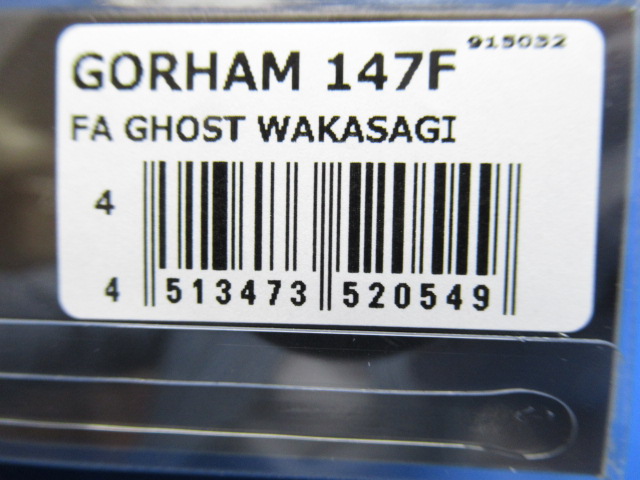 915032
GORHAM 147F
FA GHOST WAKASAGI
4
4 513473 520549